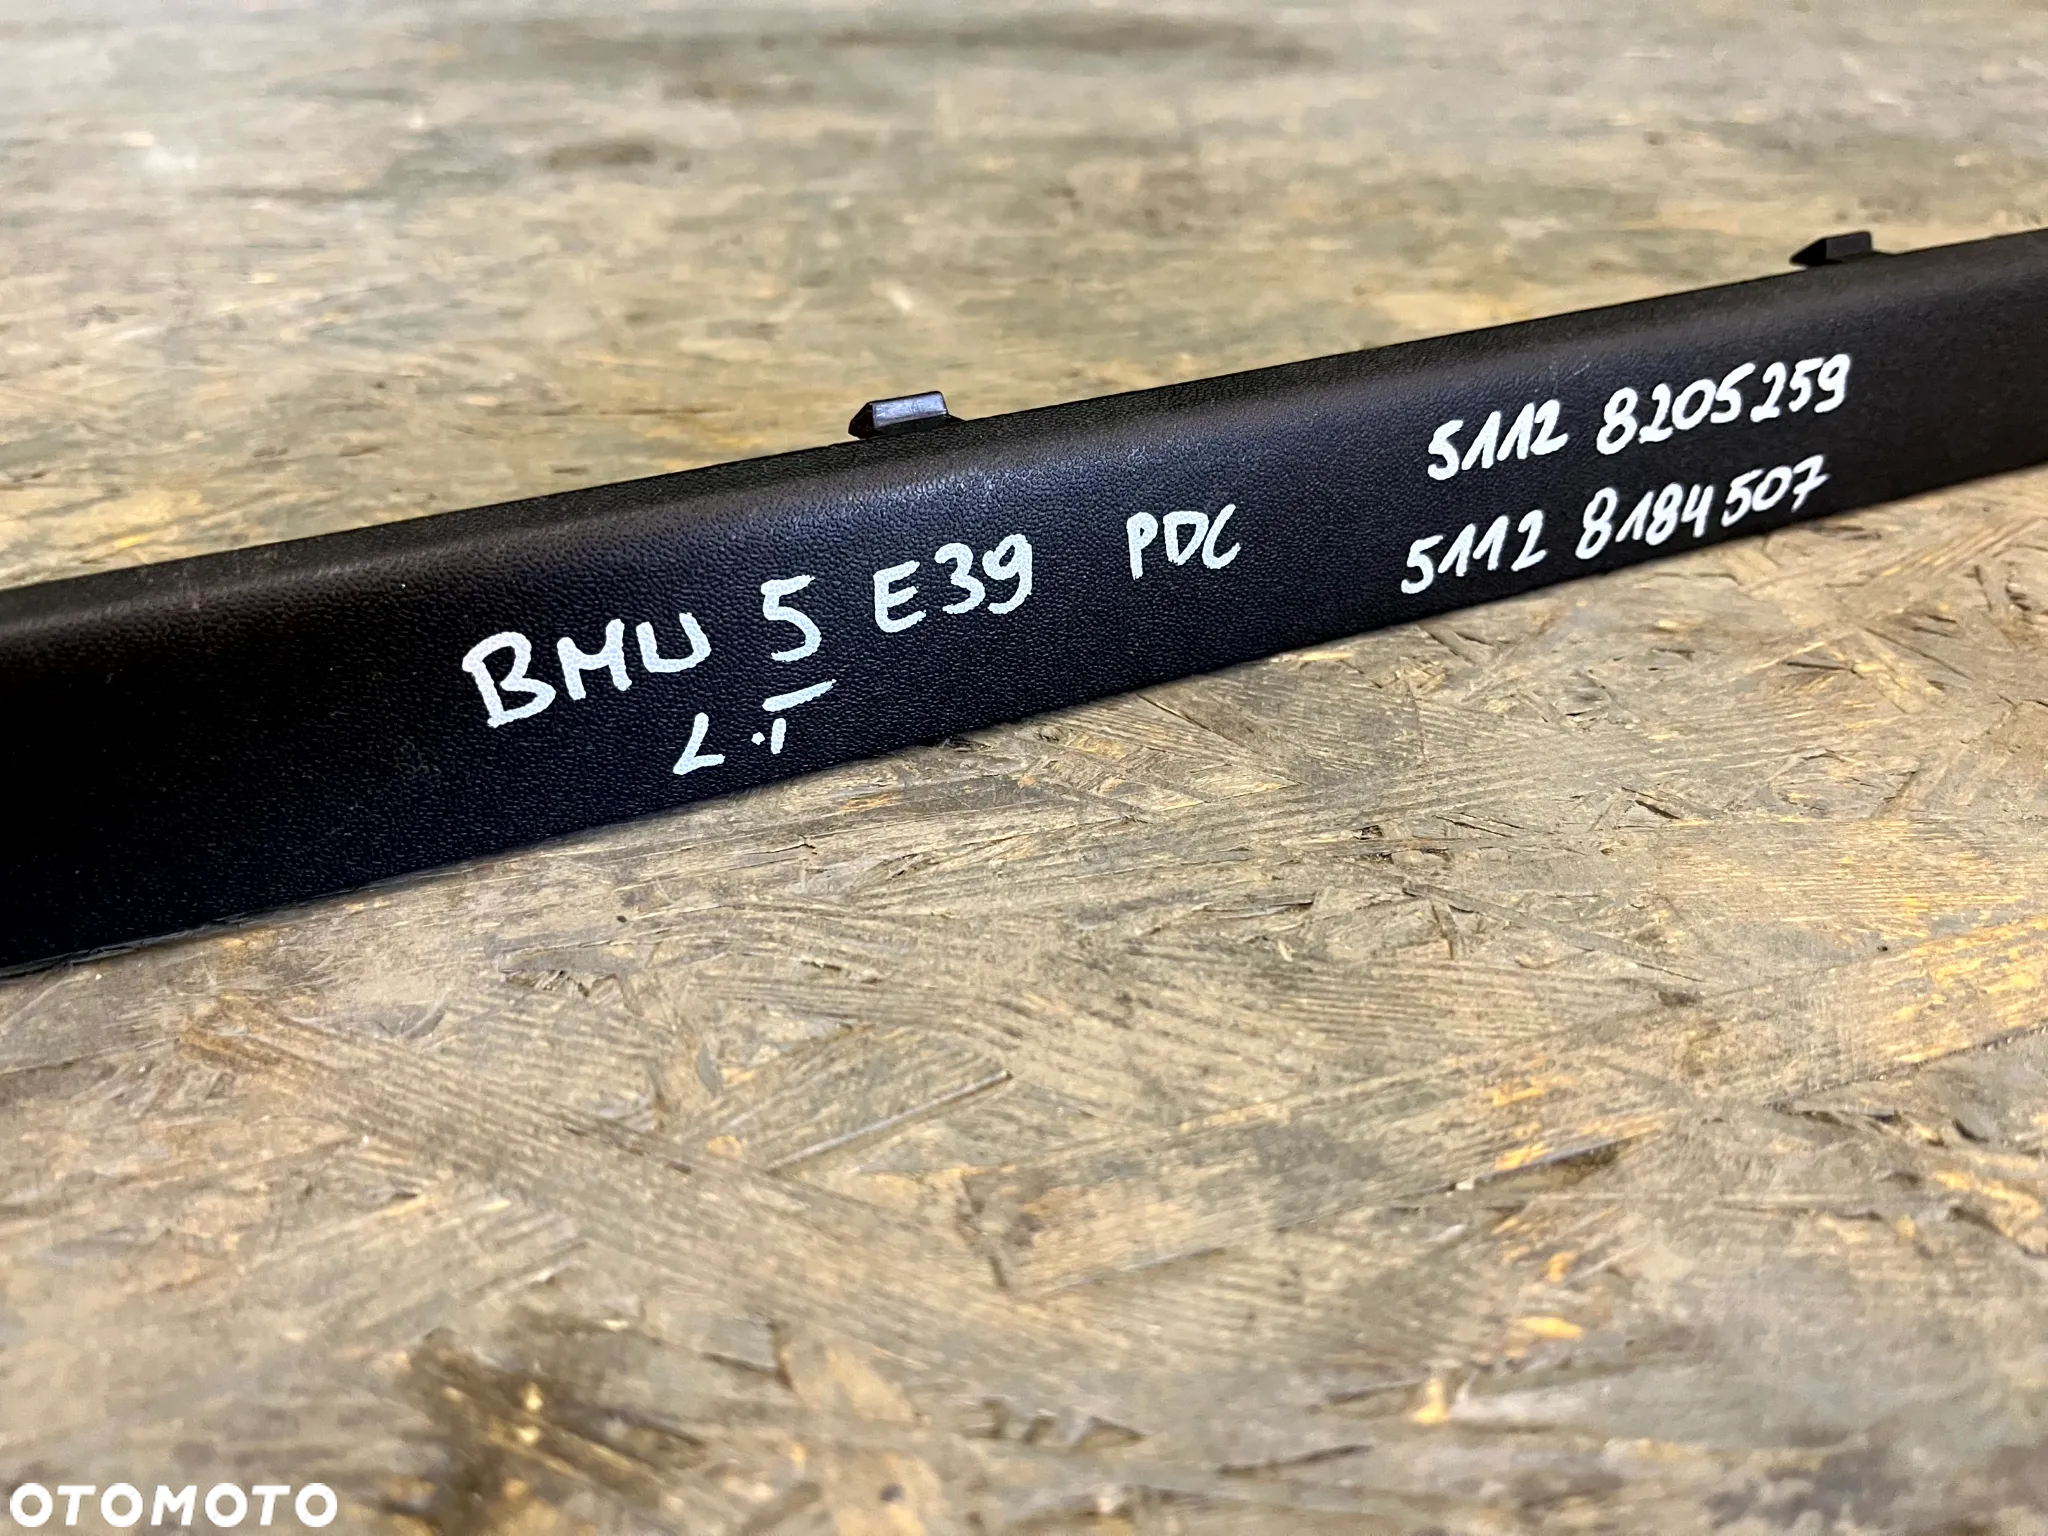 BMW 5 E39 PDC
L.T
5112 8205259
5112 8184507
OTOMOTO